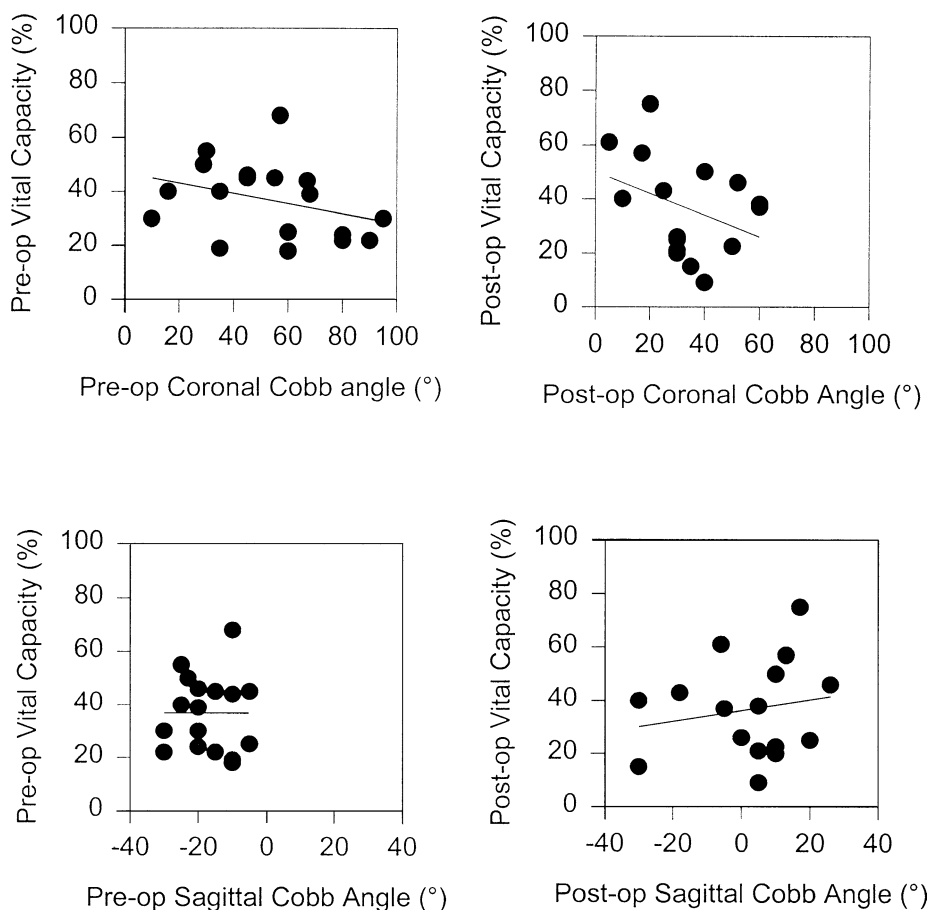 Pre-op Vital Capacity (%)
100
80
60
40
20
0
0 20 40 60 80 100
Pre-op Coronal Cobb angle (°)
Post-op Vital Capacity (%)
100
80
60
40
20
0
0 20 40 60 80 100
Post-op Coronal Cobb Angle (°)
Pre-op Vital Capacity (%)
100
80
60
40
20
0
-40 -20 0 20 40
Pre-op Sagittal Cobb Angle (°)
Post-op Vital Capacity (%)
100
80
60
40
20
0
-40 -20 0 20 40
Post-op Sagittal Cobb Angle (°)